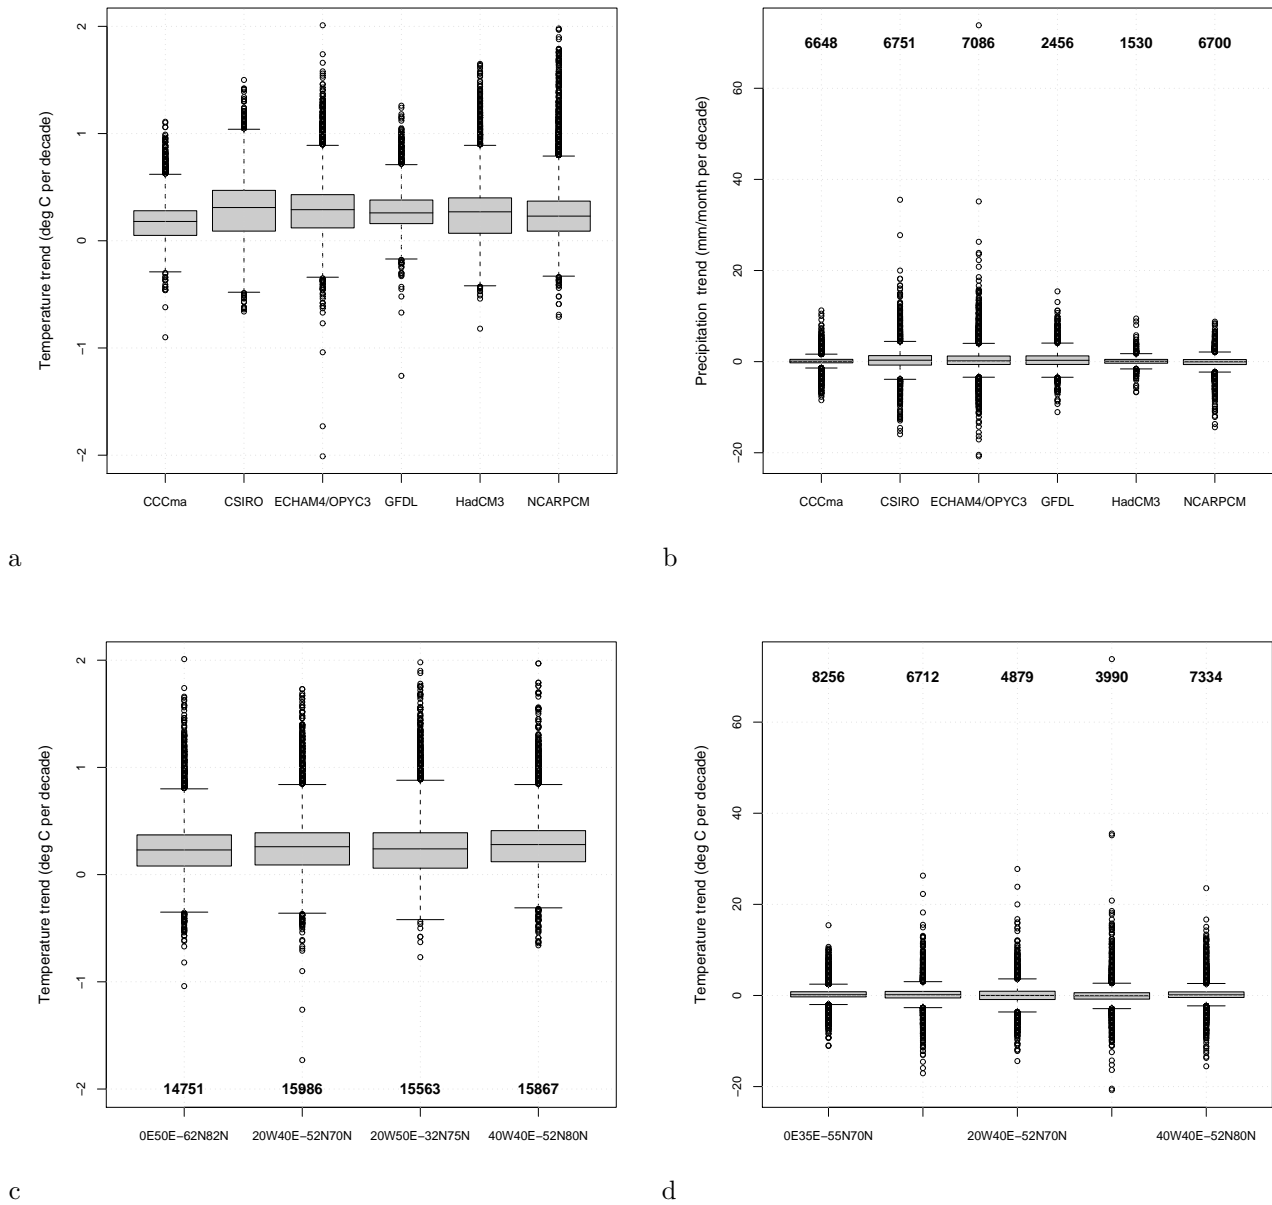 Temperature trend (deg C per decade)
2
1
0
−1
−2
CCCma CSIRO ECHAM4/OPYC3 GFDL HadCM3 NCARPCM
a
Precipitation trend (mm/month per decade)
60
40
20
0
−20
6648 6751 7086 2456 1530 6700
CCCma CSIRO ECHAM4/OPYC3 GFDL HadCM3 NCARPCM
b
Temperature trend (deg C per decade)
2
1
0
−1
−2
14751 15986 15563 15867
0E50E−62N82N 20W40E−52N70N 20W50E−32N75N 40W40E−52N80N
c
Temperature trend (deg C per decade)
60
40
20
0
−20
8256 6712 4879 3990 7334
0E35E−55N70N 20W40E−52N70N 40W40E−52N80N
d